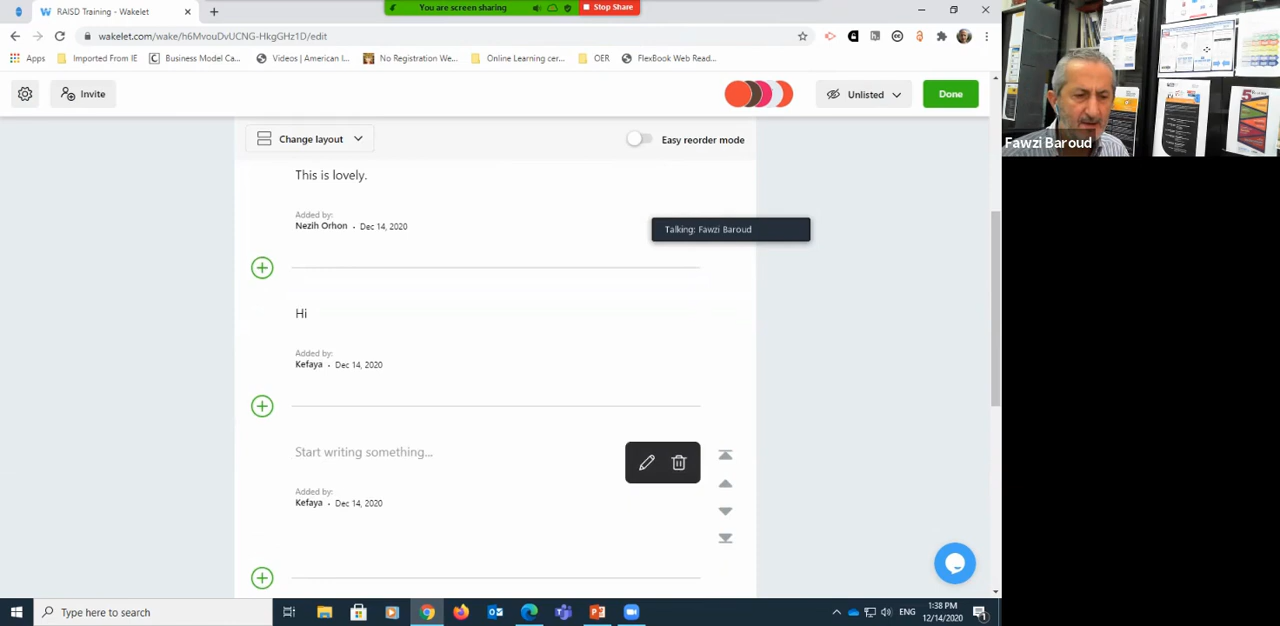 You are screen sharing
Stop Share
RAISD Training - Wakelet
wakelet.com/wake/h6MvouDvUCNG-HkgGHz1D/edit
Apps
Imported From IE
Business Model Ca...
Videos | American I...
No Registration We...
Online Learning cer...
OER
FlexBook Web Read...
Invite
Unlisted
Done
Change layout
Easy reorder mode
This is lovely.
Added by:
Nezih Orhon • Dec 14, 2020
Talking: Fawzi Baroud
Hi
Added by:
Kefaya • Dec 14, 2020
Start writing something...
Added by:
Kefaya • Dec 14, 2020
Fawzi Baroud
Type here to search
ENG
1:38 PM
12/14/2020